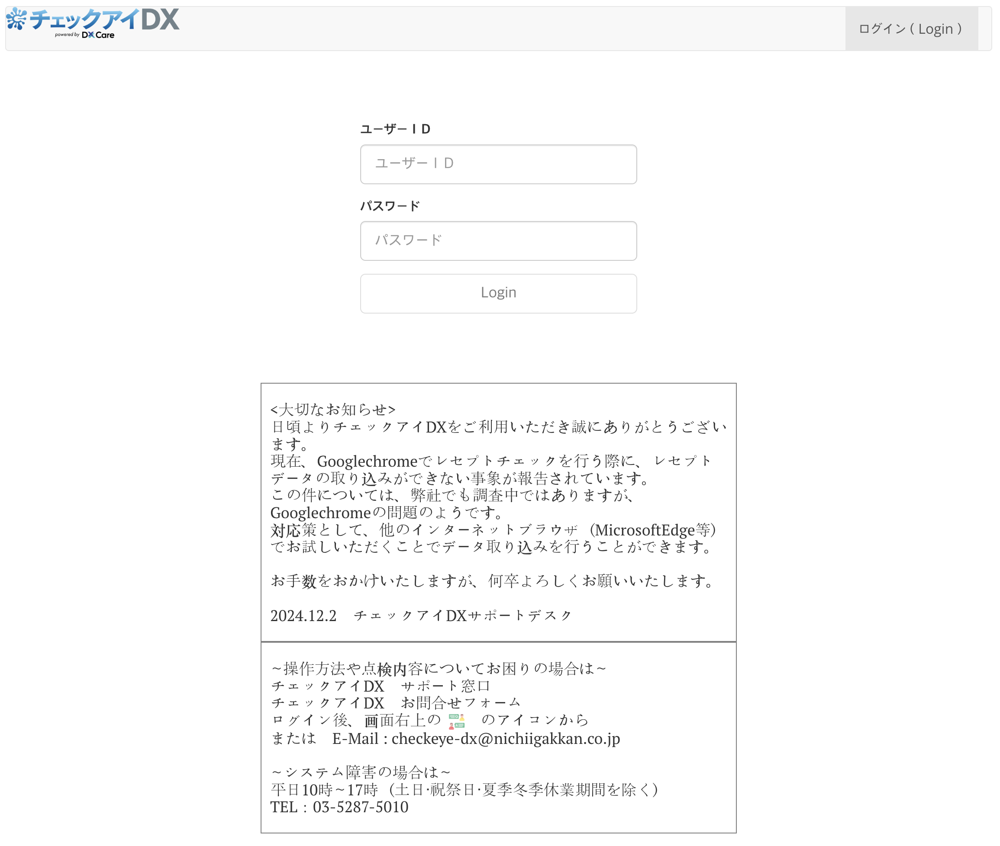 チェックアイDX
powered by DX Care
ログイン ( Login )
ユーザーＩＤ
ユーザーＩＤ
パスワード
パスワード
Login
<大切なお知らせ>
日頃よりチェックアイDXをご利用いただき誠にありがとうござい
ます。
現在、Googlechromeでレセプトチェックを行う際に、レセプト
データの取り込みができない事象が報告されています。
この件については、弊社でも調査中ではありますが、
Googlechromeの問題のようです。
対応策として、他のインターネットブラウザ（MicrosoftEdge等）
でお試しいただくことでデータ取り込みを行うことができます。
お手数をおかけいたしますが、何卒よろしくお願いいたします。
2024.12.2　チェックアイDXサポートデスク
～操作方法や点検内容についてお困りの場合は～
チェックアイDX　サポート窓口
チェックアイDX　お問合せフォーム
ログイン後、画面右上の　のアイコンから
または　E-Mail : checkeye-dx@nichiigakkan.co.jp
～システム障害の場合は～
平日10時～17時（土日･祝祭日･夏季冬季休業期間を除く）
TEL：03-5287-5010